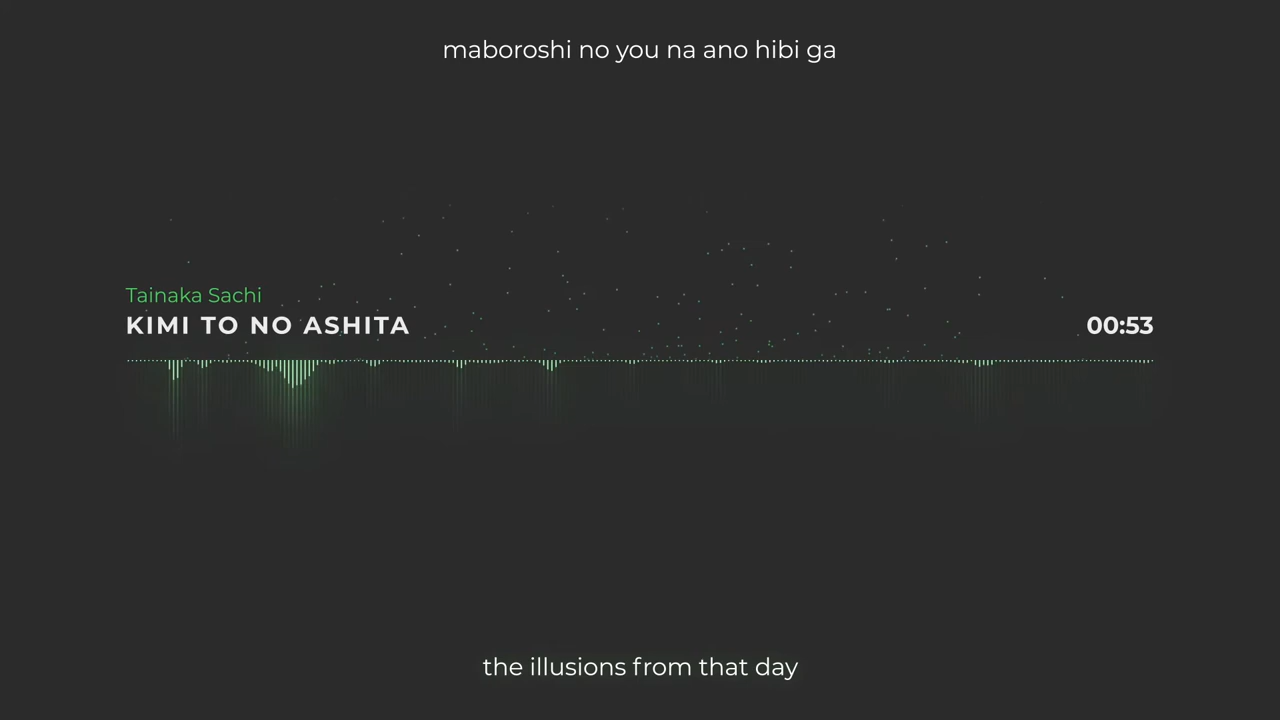 maboroshi no you na ano hibi ga
Tainaka Sachi
KIMI TO NO ASHITA
00:53
the illusions from that day